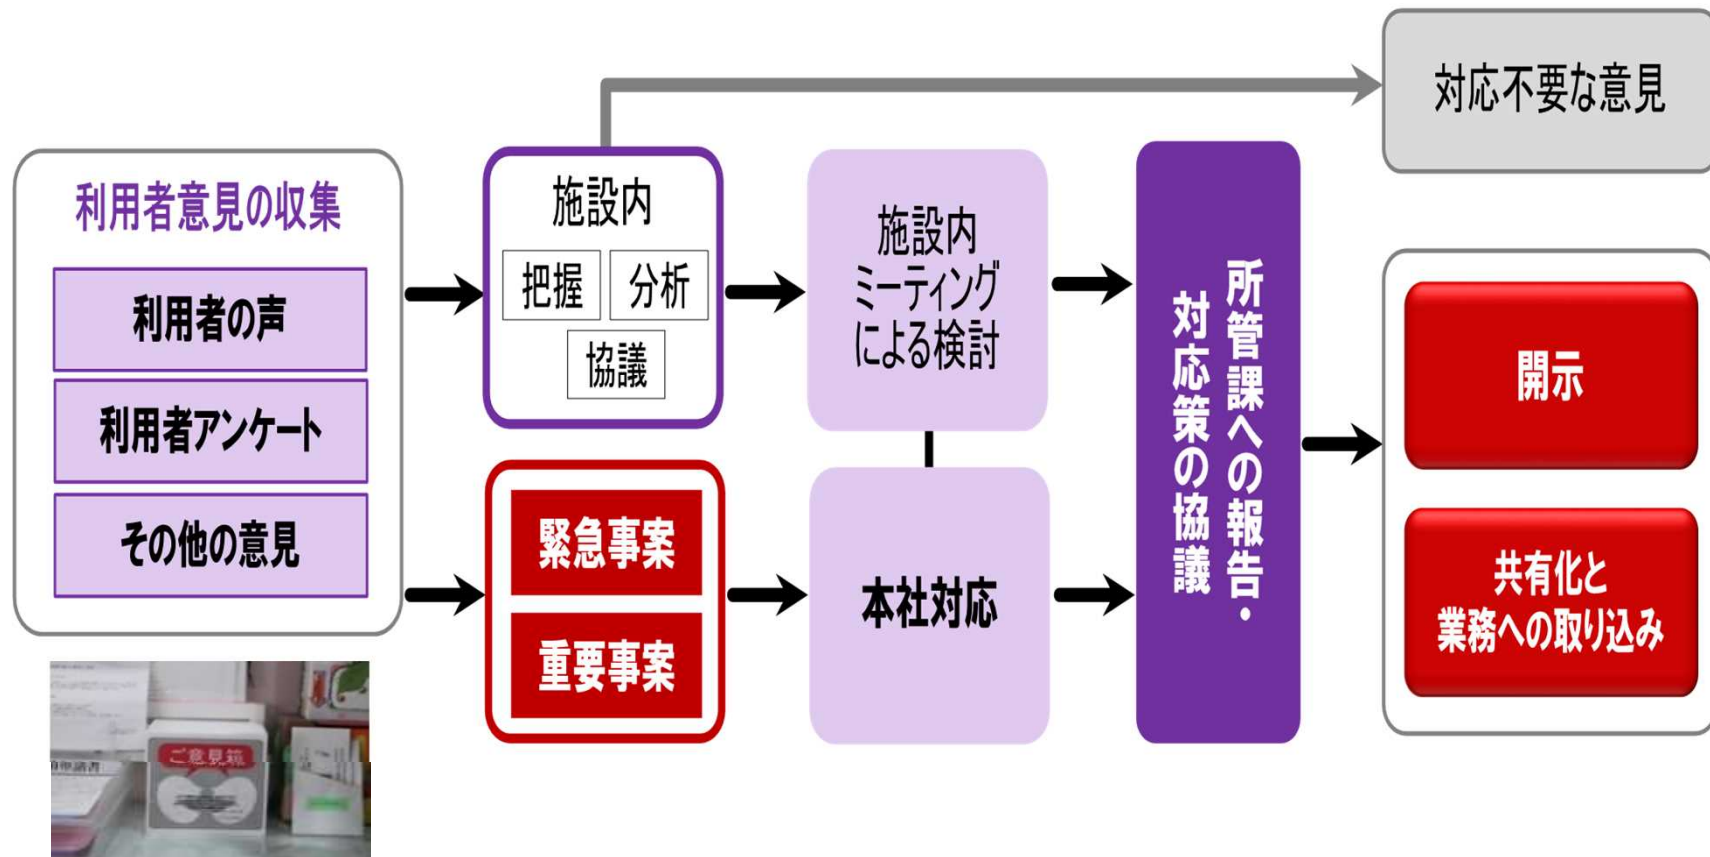 対応不要な意見
利用者意見の収集
利用者の声
利用者アンケート
その他の意見
施設内
把握
分析
協議
緊急事案
重要事案
施設内
ミーティング
による検討
本社対応
所管課への報告・
対応策の協議
開示
共有化と
業務への取り込み
ご意見箱